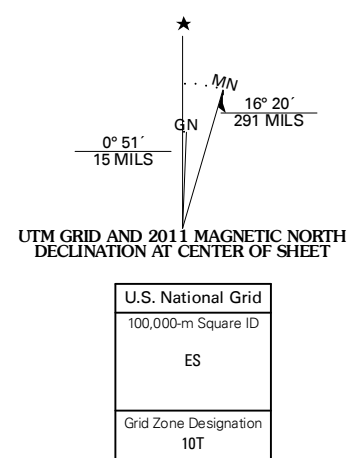 ★
MN
16° 20´
291 MILS
GN
0° 51´
15 MILS
UTM GRID AND 2011 MAGNETIC NORTH
DECLINATION AT CENTER OF SHEET
U.S. National Grid
100,000-m Square ID
ES
Grid Zone Designation
10T